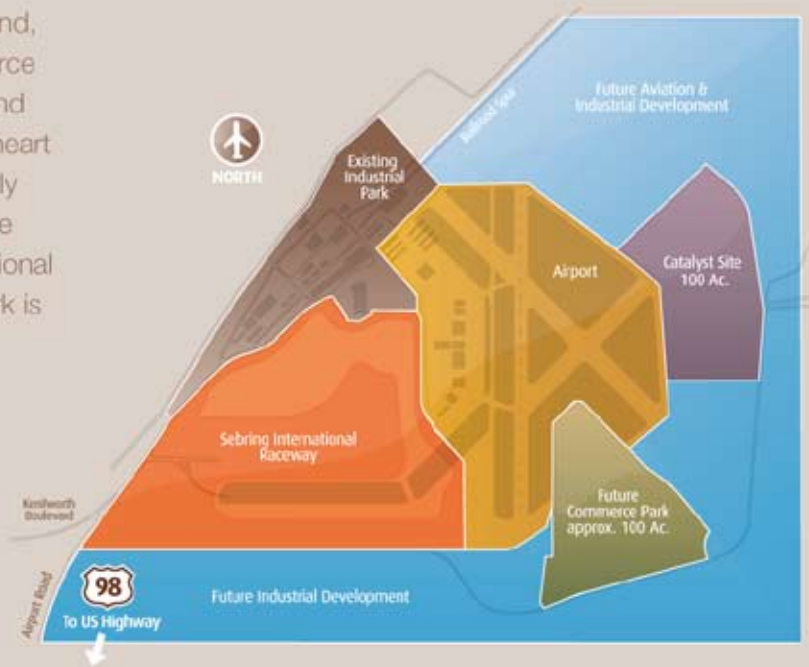 nd,
rce
nd
heart
ly
e
ional
k is
Future Aviation &
Industrial Development
Railroad Spur
NORTH
Existing
Industrial
Park
Airport
Catalyst Site
100 Ac.
Sebring International
Raceway
Future
Commerce Park
approx. 100 Ac.
Kenilworth
Boulevard
Airport Road
98
To US Highway
Future Industrial Development